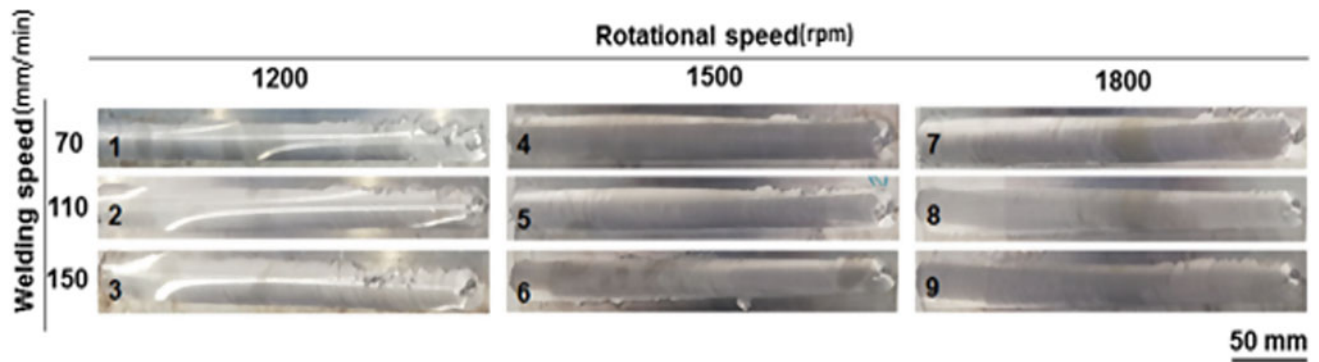 Rotational speed(rpm)
1200 1500 1800
Welding speed (mm/min)
70 1 4 7
110 2 5 8
150 3 6 9
50 mm